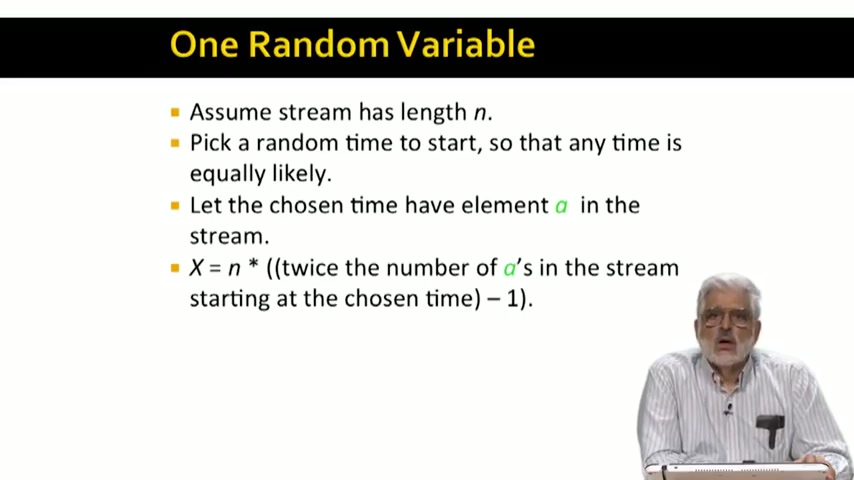 One Random Variable
Assume stream has length n.
Pick a random time to start, so that any time is
equally likely.
Let the chosen time have element a in the
stream.
X = n * ((twice the number of a's in the stream
starting at the chosen time) – 1).